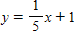 y = 1/5 x + 1